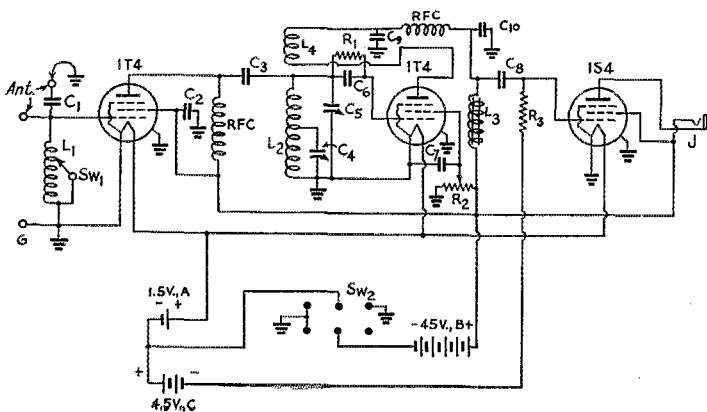 RFC
C10
L4
C9
R1
1T4
C3
1T4
C8
1S4
Ant.
C1
C2
C6
C5
RFC
L2
C4
L3
R3
L1
SW1
C7
R2
J
G
1.5V., A
- +
SW2
- 45V., B+
+ -
4.5V., C